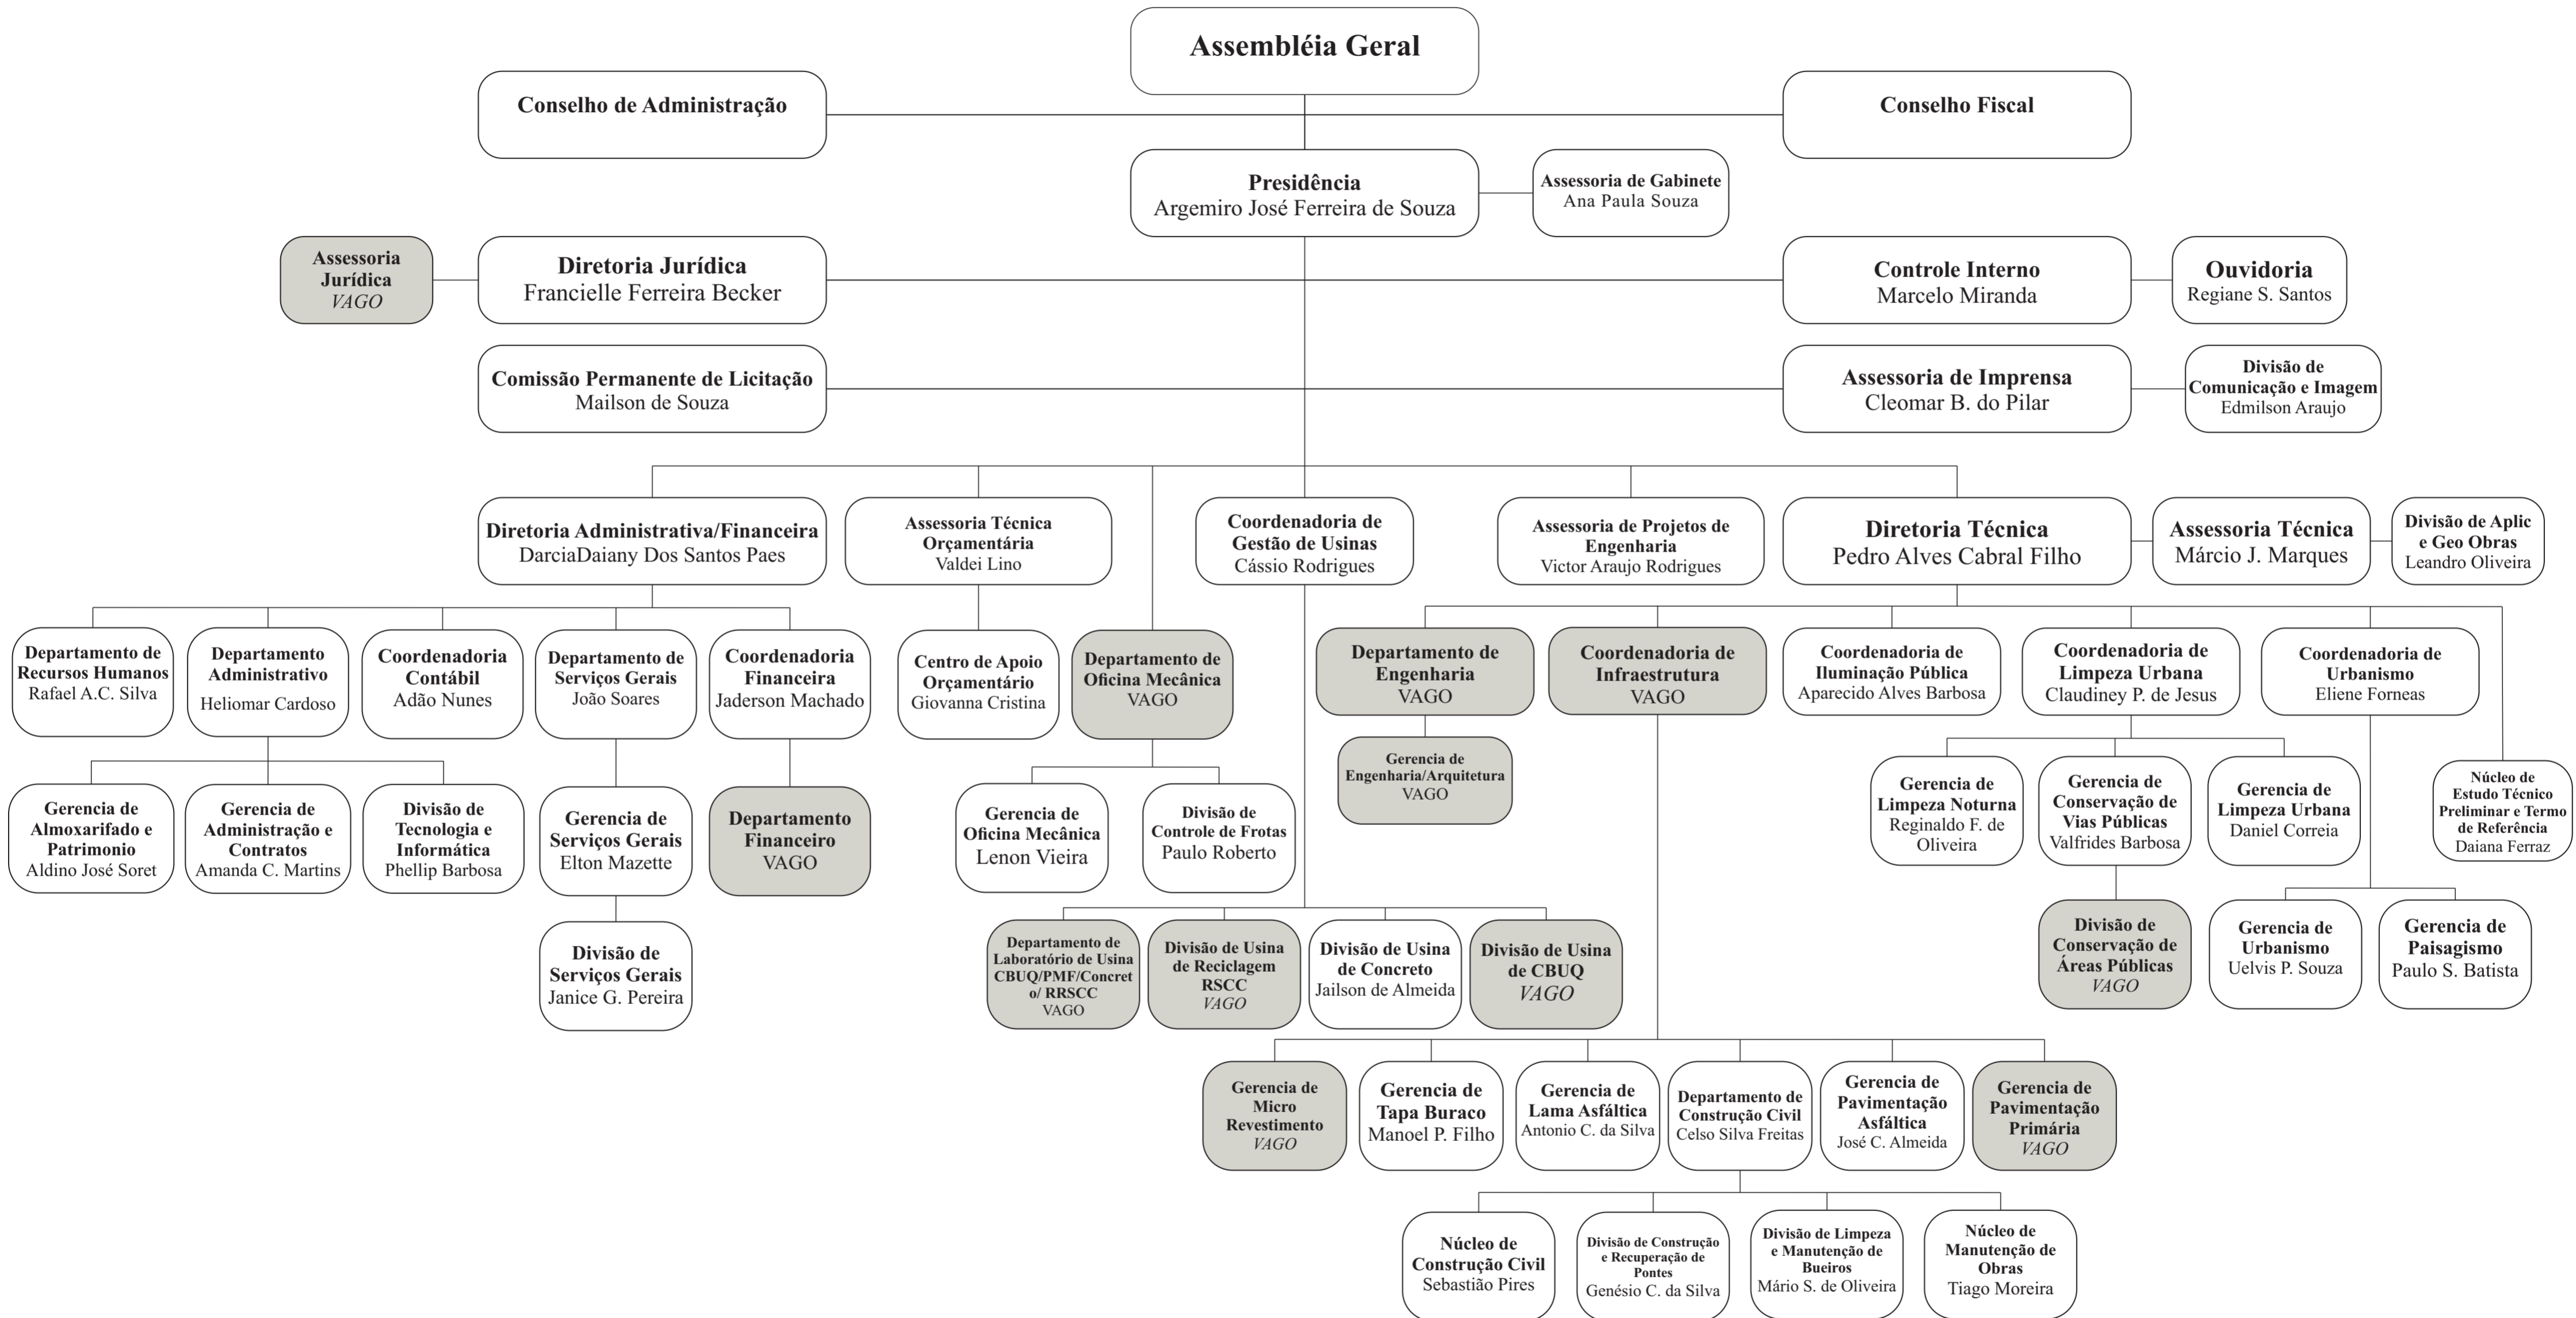 Assembléia Geral
Conselho de Administração
Conselho Fiscal
Presidência
Argemiro José Ferreira de Souza
Assessoria de Gabinete
Ana Paula Souza
Assessoria
Jurídica
VAGO
Diretoria Jurídica
Francielle Ferreira Becker
Controle Interno
Marcelo Miranda
Ouvidoria
Regiane S. Santos
Comissão Permanente de Licitação
Mailson de Souza
Assessoria de Imprensa
Cleomar B. do Pilar
Divisão de
Comunicação e Imagem
Edmilson Araujo
Diretoria Administrativa/Financeira
DarciaDaiany Dos Santos Paes
Assessoria Técnica
Orçamentária
Valdei Lino
Coordenadoria de
Gestão de Usinas
Cássio Rodrigues
Assessoria de Projetos de
Engenharia
Victor Araujo Rodrigues
Diretoria Técnica
Pedro Alves Cabral Filho
Assessoria Técnica
Márcio J. Marques
Divisão de Aplic
e Geo Obras
Leandro Oliveira
Departamento de
Recursos Humanos
Rafael A.C. Silva
Departamento
Administrativo
Heliomar Cardoso
Coordenadoria
Contábil
Adão Nunes
Departamento de
Serviços Gerais
João Soares
Coordenadoria
Financeira
Jaderson Machado
Centro de Apoio
Orçamentário
Giovanna Cristina
Departamento de
Oficina Mecânica
VAGO
Departamento de
Engenharia
VAGO
Coordenadoria de
Infraestrutura
VAGO
Coordenadoria de
Iluminação Pública
Aparecido Alves Barbosa
Coordenadoria de
Limpeza Urbana
Claudiney P. de Jesus
Coordenadoria de
Urbanismo
Eliene Forneas
Gerencia de
Almoxarifado e
Patrimonio
Aldino José Soret
Gerencia de
Administração e
Contratos
Amanda C. Martins
Divisão de
Tecnologia e
Informática
Phellip Barbosa
Gerencia de
Serviços Gerais
Elton Mazette
Departamento
Financeiro
VAGO
Gerencia de
Oficina Mecânica
Lenon Vieira
Divisão de
Controle de Frotas
Paulo Roberto
Gerencia de
Engenharia/Arquitetura
VAGO
Gerencia de
Limpeza Noturna
Reginaldo F. de
Oliveira
Gerencia de
Conservação de
Vias Públicas
Valfrides Barbosa
Gerencia de
Limpeza Urbana
Daniel Correia
Núcleo de
Estudo Técnico
Preliminar e Termo
de Referência
Daiana Ferraz
Divisão de
Serviços Gerais
Janice G. Pereira
Departamento de
Laboratório de Usina
CBUQ/PMF/Concret
o/ RRSCC
VAGO
Divisão de Usina
de Reciclagem
RSCC
VAGO
Divisão de Usina
de Concreto
Jailson de Almeida
Divisão de Usina
de CBUQ
VAGO
Divisão de
Conservação de
Áreas Públicas
VAGO
Gerencia de
Urbanismo
Uelvis P. Souza
Gerencia de
Paisagismo
Paulo S. Batista
Gerencia de
Micro
Revestimento
VAGO
Gerencia de
Tapa Buraco
Manoel P. Filho
Gerencia de
Lama Asfáltica
Antonio C. da Silva
Departamento de
Construção Civil
Celso Silva Freitas
Gerencia de
Pavimentação
Asfáltica
José C. Almeida
Gerencia de
Pavimentação
Primária
VAGO
Núcleo de
Construção Civil
Sebastião Pires
Divisão de Construção
e Recuperação de
Pontes
Genésio C. da Silva
Divisão de Limpeza
e Manutenção de
Bueiros
Mário S. de Oliveira
Núcleo de
Manutenção de
Obras
Tiago Moreira